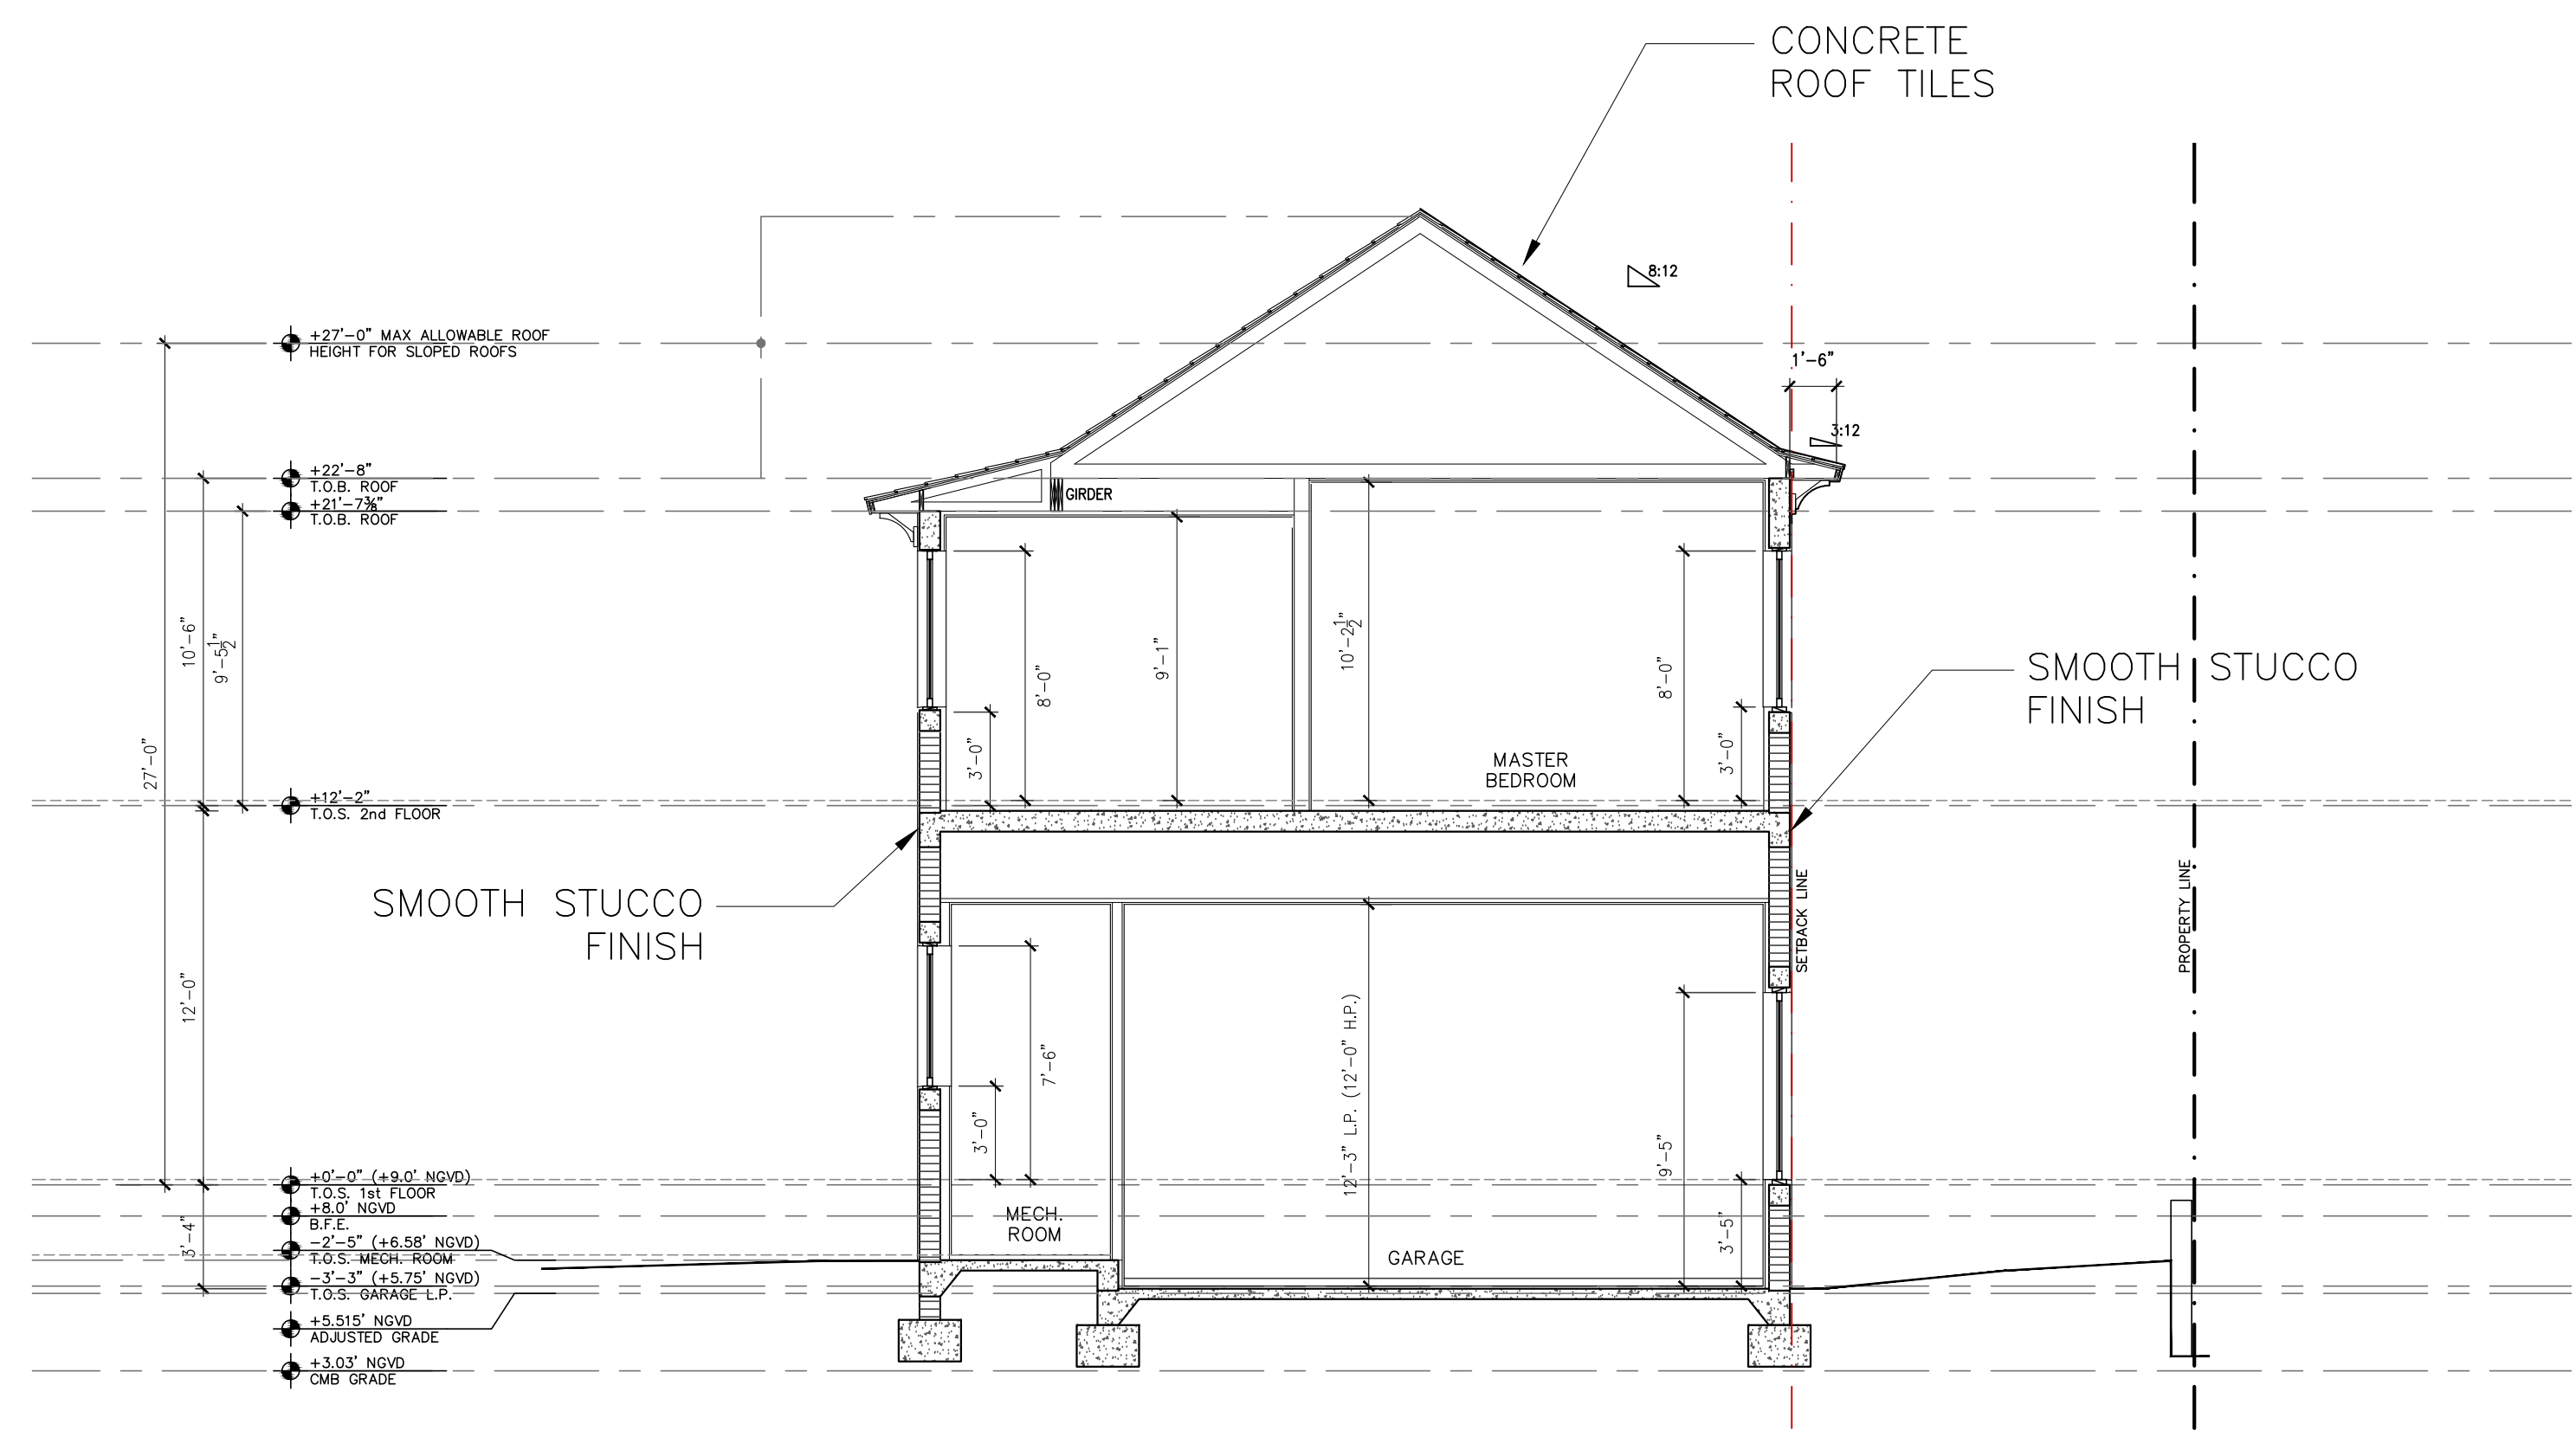 CONCRETE
ROOF TILES
8:12
+27'-0" MAX ALLOWABLE ROOF
HEIGHT FOR SLOPED ROOFS
1'-6"
3:12
+22'-8"
T.O.B. ROOF
+21'-7⅜"
T.O.B. ROOF
GIRDER
10'-6"
9'-5½"
8'-0"
9'-1"
10'-2½"
8'-0"
SMOOTH STUCCO
FINISH
27'-0"
3'-0"
MASTER
BEDROOM
3'-0"
+12'-2"
T.O.S. 2nd FLOOR
SMOOTH STUCCO
FINISH
SETBACK LINE
PROPERTY LINE
12'-0"
7'-6"
3'-0"
12'-3" L.P. (12'-0" H.P.)
9'-5"
+0'-0" (+9.0' NGVD)
T.O.S. 1st FLOOR
+8.0' NGVD
B.F.E.
3'-4"
-2'-5" (+6.58' NGVD)
T.O.S. MECH. ROOM
-3'-3" (+5.75' NGVD)
T.O.S. GARAGE L.P.
+5.515' NGVD
ADJUSTED GRADE
+3.03' NGVD
CMB GRADE
MECH.
ROOM
GARAGE
3'-5"